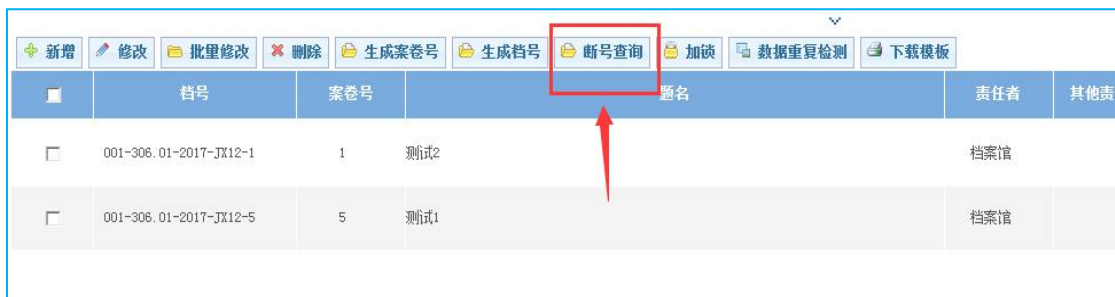 新增 修改 批量修改 删除 生成案卷号 生成档号 断号查询 加锁 数据重复检测 下载模板
档号 案卷号 题名 责任者 其他责
001-306.01-2017-JX12-1 1 测试2 档案馆
001-306.01-2017-JX12-5 5 测试1 档案馆